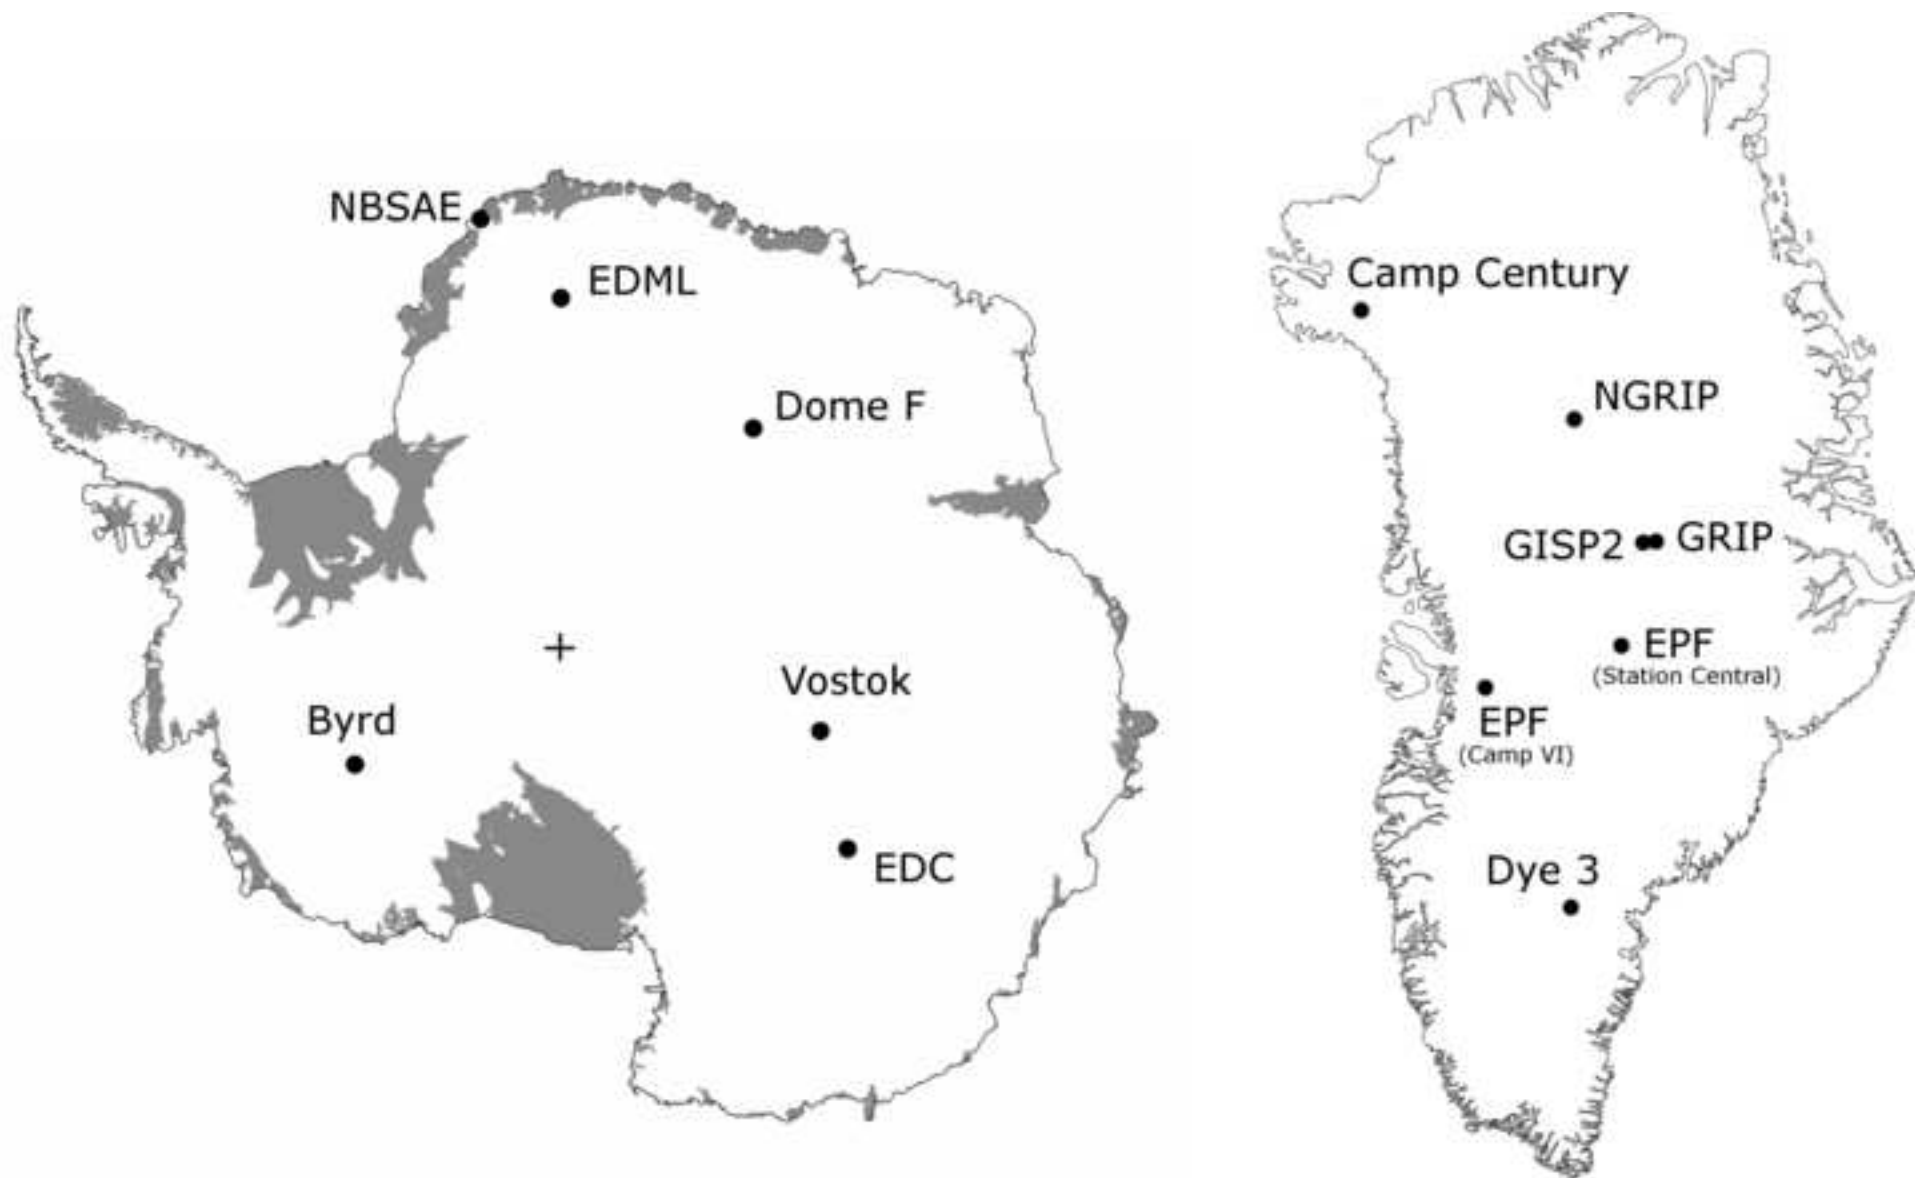 NBSAE
EDML
Dome F
Vostok
Byrd
EDC
Camp Century
NGRIP
GISP2
GRIP
EPF
(Station Central)
EPF
(Camp VI)
Dye 3